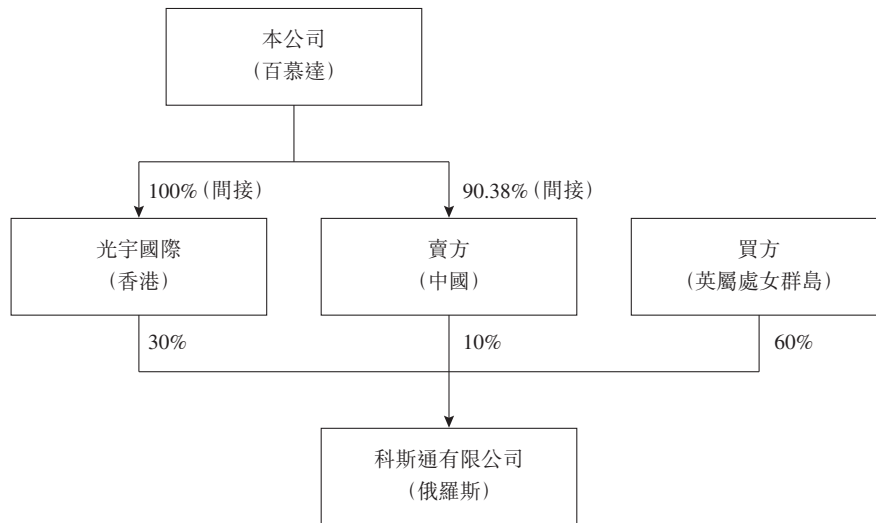 本公司
(百慕達)
100% (間接)
90.38% (間接)
光宇國際
(香港)
賣方
(中國)
買方
(英屬處女群島)
30%
10%
60%
科斯通有限公司
(俄羅斯)